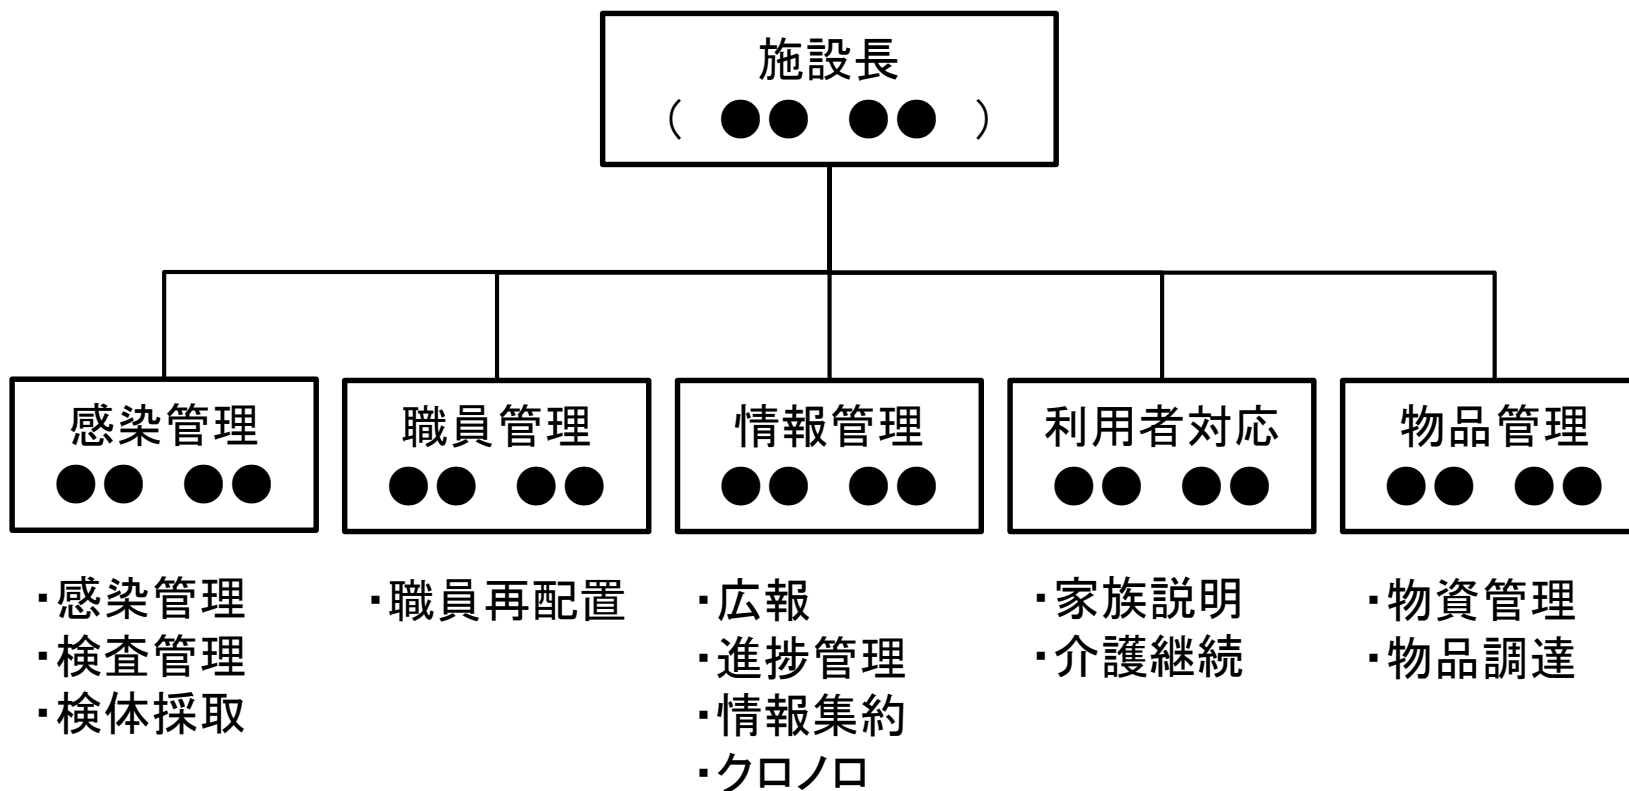 施設長
（ ●● ●● ）
感染管理
●● ●●
職員管理
●● ●●
情報管理
●● ●●
利用者対応
●● ●●
物品管理
●● ●●
・感染管理
・検査管理
・検体採取
・職員再配置
・広報
・進捗管理
・情報集約
・クロノロ
・家族説明
・介護継続
・物資管理
・物品調達